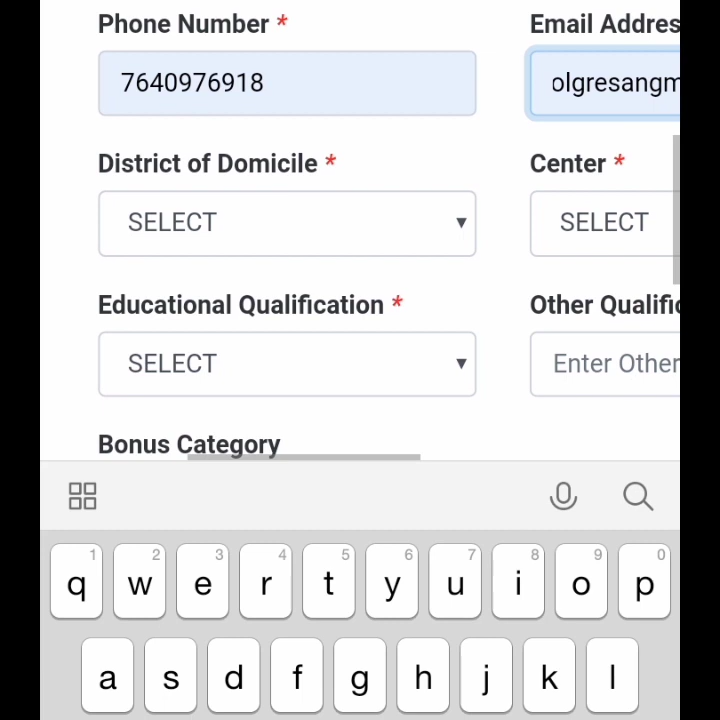 Phone Number * Email Addres
7640976918 olgresangm
District of Domicile * Center *
SELECT SELECT
Educational Qualification * Other Qualific
SELECT Enter Other
Bonus Category
1 2 3 4 5 6 7 8 9 0
q w e r t y u i o p
a s d f g h j k l